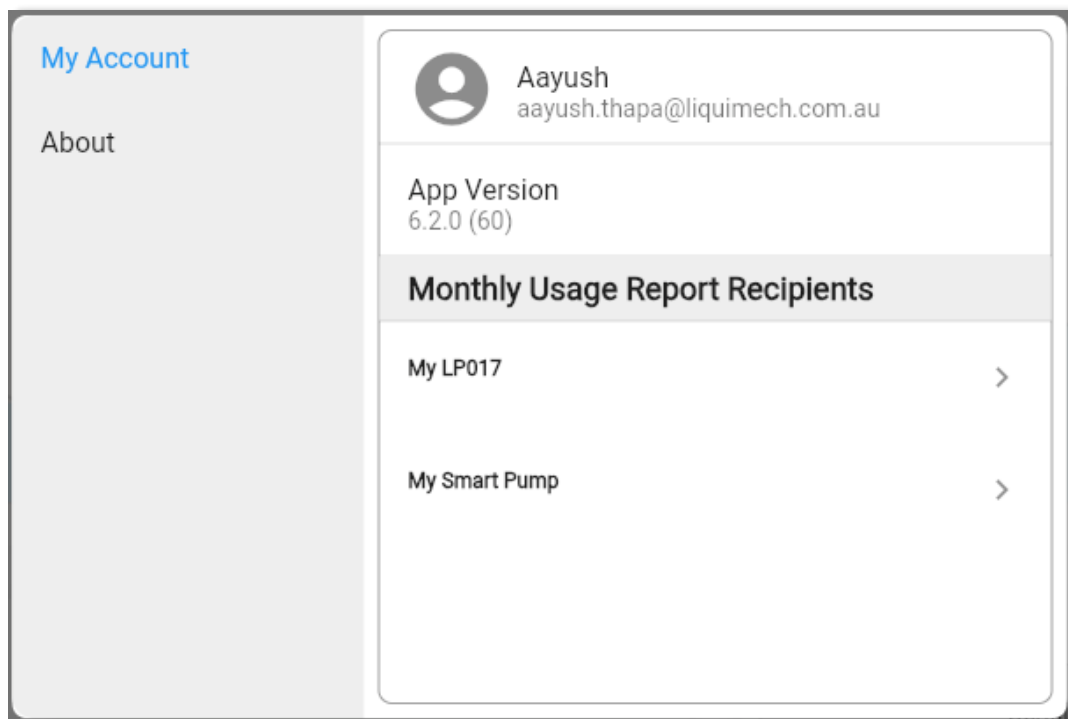 My Account
About
Aayush
aayush.thapa@liquimech.com.au
App Version
6.2.0 (60)
Monthly Usage Report Recipients
My LP017
My Smart Pump